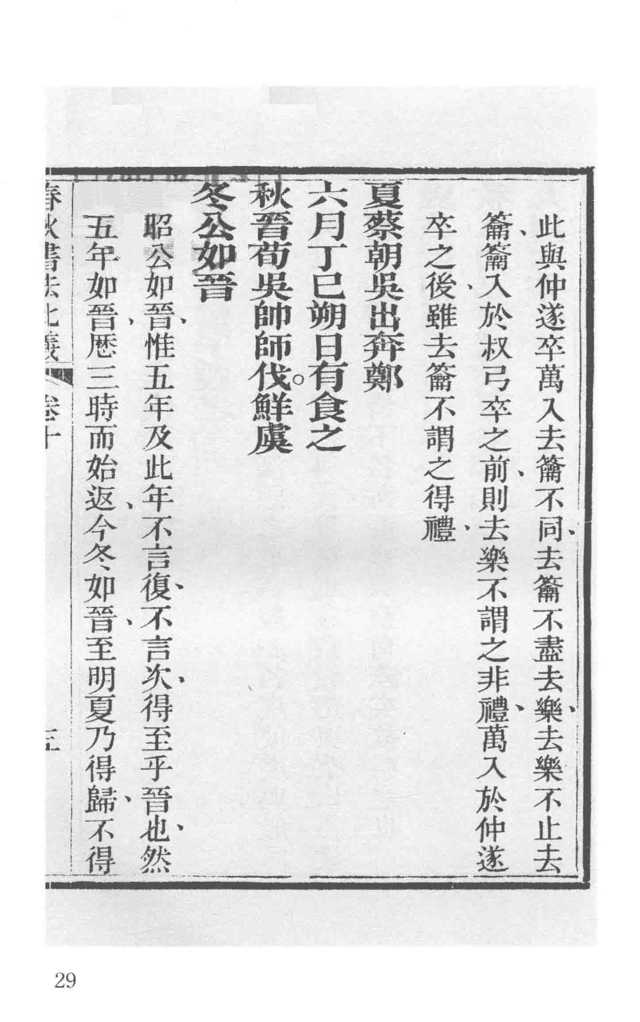 此與仲遂卒萬入去籥不同、去籥不盡去樂、去樂不止去
籥、籥入於叔弓卒之前、則去樂不謂之非禮、萬入於仲遂
卒之後、雖去籥不謂之得禮、
夏蔡朝吳出奔鄭
六月丁巳朔日有食之
秋晉荀吳帥師伐鮮虞
冬公如晉
昭公如晉、惟五年及此年不言復、不言次、得至乎晉也、然
五年如晉、歷三時而始返、今冬如晉、至明夏乃得歸、不得
春秋書法比義 卷十 三
29